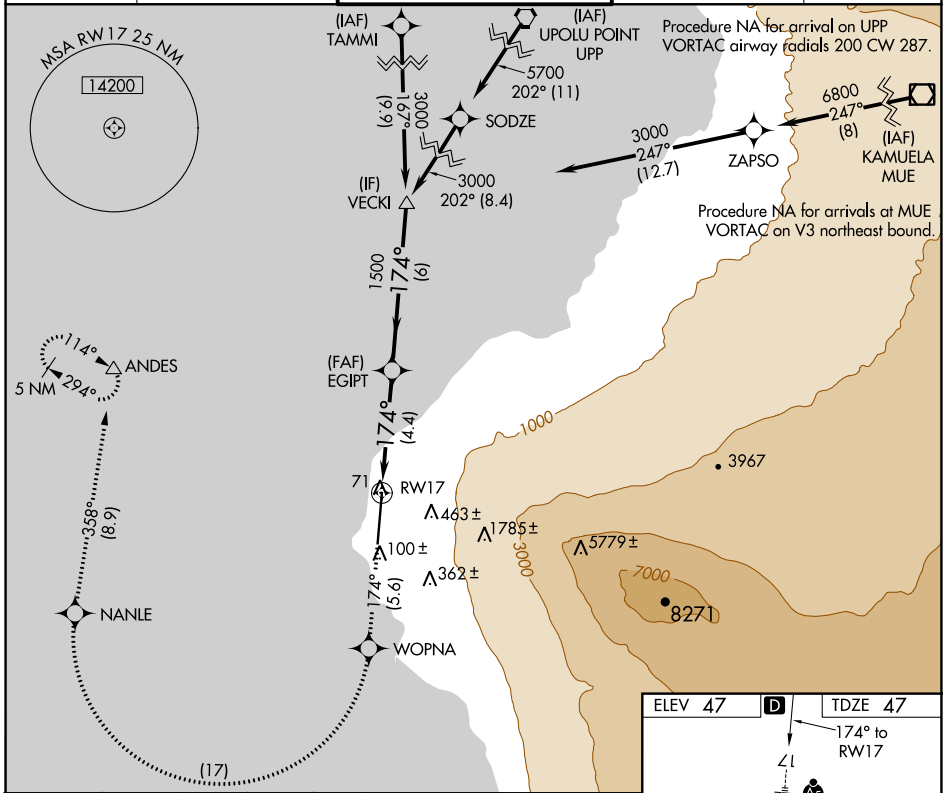 MSA RW17 25 NM
14200
(IAF)
TAMMI
(IAF)
UPOLU POINT
UPP
Procedure NA for arrival on UPP
VORTAC airway radials 200 CW 287.
5700
202° (11)
SODZE
3000
167°
(9.9)
3000
202° (8.4)
(IF)
VECKI
6800
247°
(8)
(IAF)
KAMUELA
MUE
ZAPSO
3000
247°
(12.7)
Procedure NA for arrivals at MUE
VORTAC on V3 northeast bound.
1500
174°
(6)
(FAF)
EGIPT
174°
(4.4)
114°
ANDES
5 NM
294°
358°
(8.9)
NANLE
71
RW17
463±
1785±
100±
362±
5779±
3967
1000
3000
7000
8271
174°
(5.6)
WOPNA
(17)
ELEV 47
D
TDZE 47
174° to
RW17
17